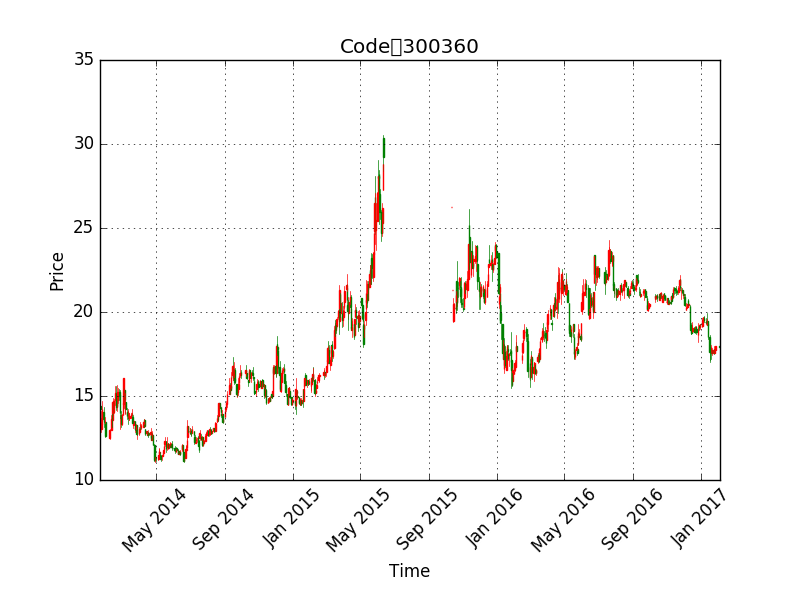 Code▯300360
35
30
25
20
15
10
Price
May 2014
Sep 2014
Jan 2015
May 2015
Sep 2015
Jan 2016
May 2016
Sep 2016
Jan 2017
Time